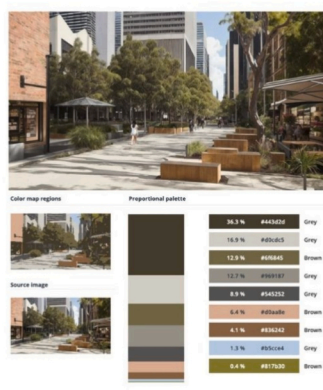 Color map regions
Proportional palette
Source image
36.3 % #443d2d Grey
16.9 % #d0cdc5 Grey
12.9 % #6f6845 Brown
12.7 % #969187 Grey
8.9 % #545252 Grey
6.4 % #d0aa8e Brown
4.1 % #836242 Brown
1.3 % #b5cce4 Grey
0.4 % #817b30 Brown